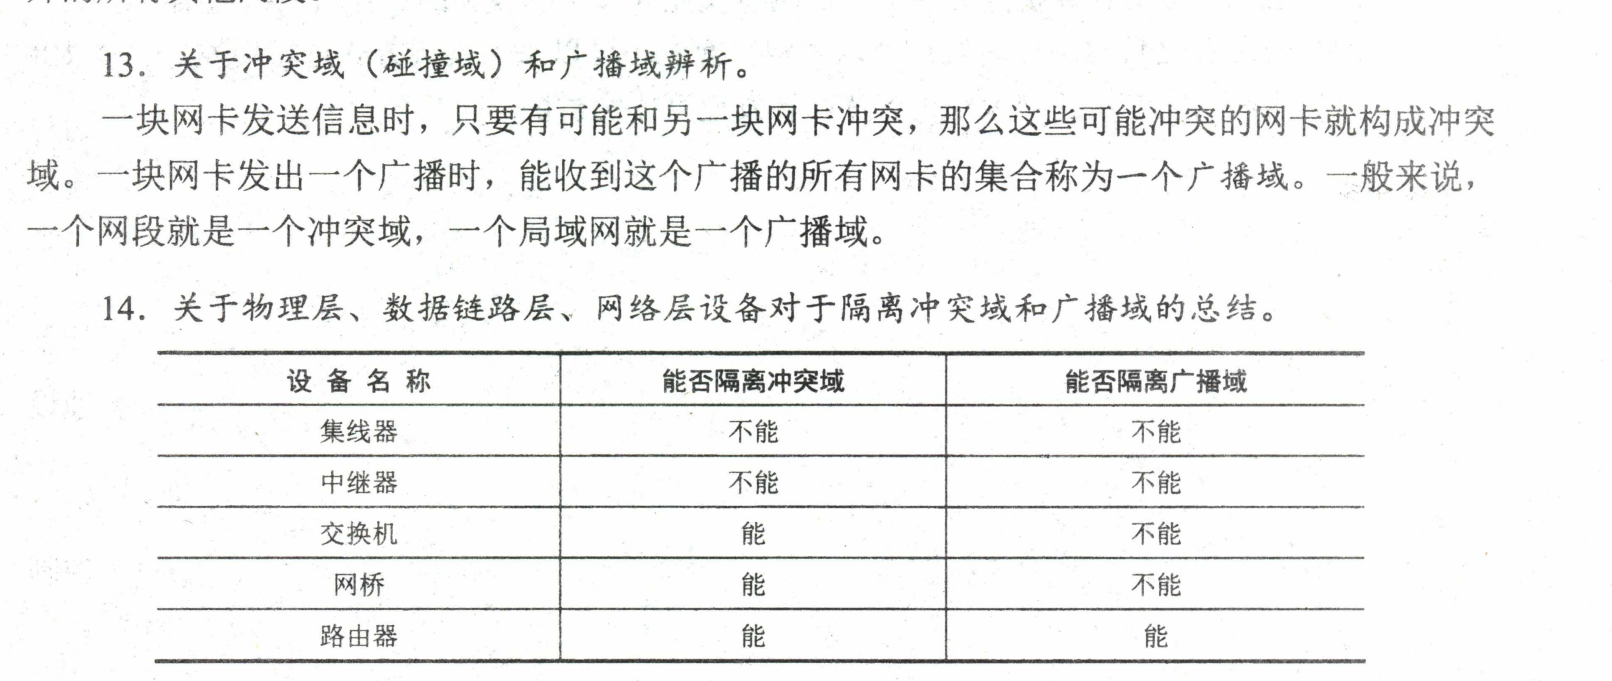 13. 关于冲突域（碰撞域）和广播域辨析。
一块网卡发送信息时，只要有可能和另一块网卡冲突，那么这些可能冲突的网卡就构成冲突
域。一块网卡发出一个广播时，能收到这个广播的所有网卡的集合称为一个广播域。一般来说，
一个网段就是一个冲突域，一个局域网就是一个广播域。
14. 关于物理层、数据链路层、网络层设备对于隔离冲突域和广播域的总结。
设备名称 能否隔离冲突域 能否隔离广播域
集线器 不能 不能
中继器 不能 不能
交换机 能 不能
网桥 能 不能
路由器 能 能